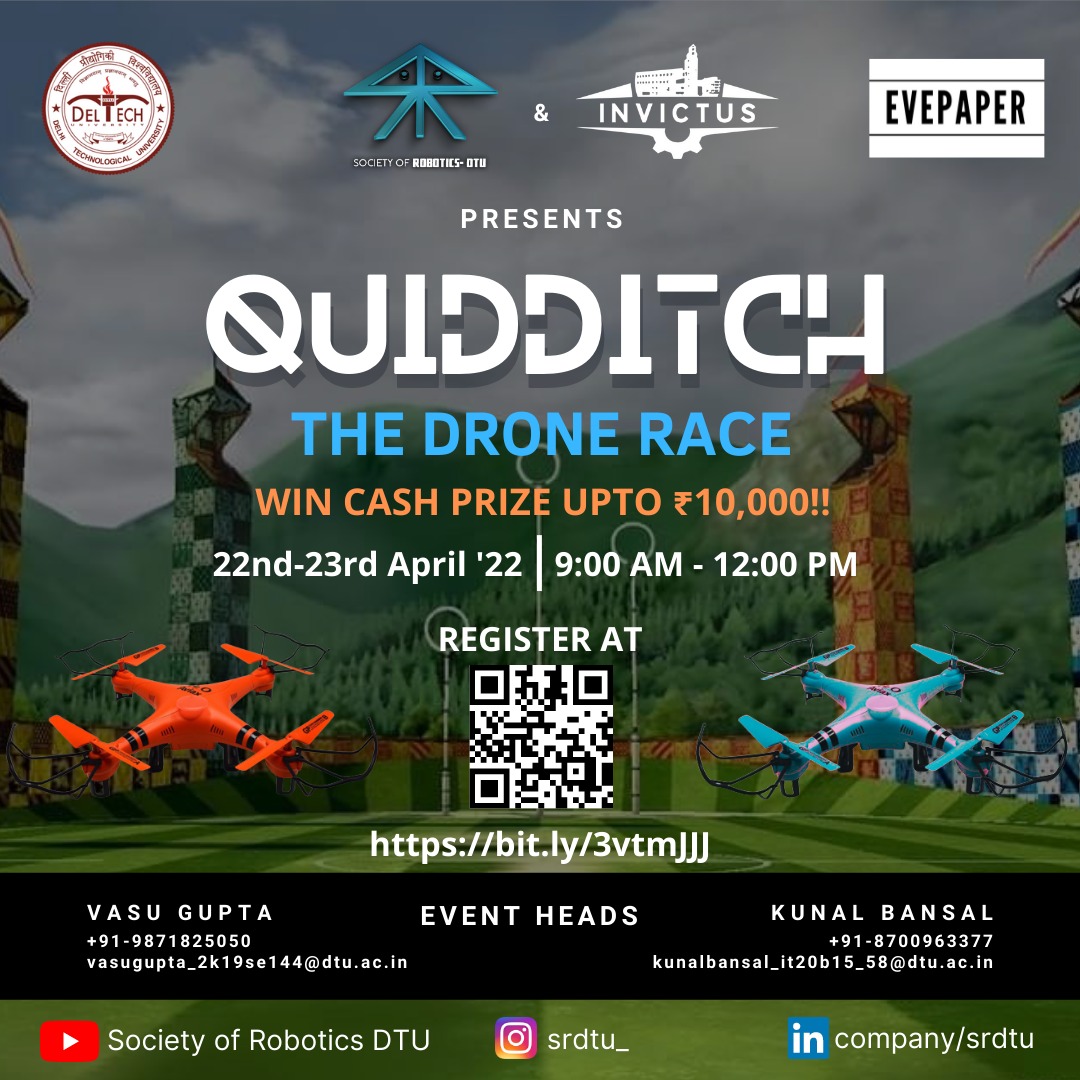 दिल्ली प्रौद्योगिकी विश्वविद्यालय
DELTECH
UNIVERSITY
DELHI TECHNOLOGICAL UNIVERSITY
SOCIETY OF ROBOTICS- DTU
&
INVICTUS
EVEPAPER
PRESENTS
QUIDDITCH
THE DRONE RACE
WIN CASH PRIZE UPTO ₹10,000!!
22nd-23rd April '22 | 9:00 AM - 12:00 PM
REGISTER AT
https://bit.ly/3vtmJJJ
VASU GUPTA
+91-9871825050
vasugupta_2k19se144@dtu.ac.in
EVENT HEADS
KUNAL BANSAL
+91-8700963377
kunalbansal_it20b15_58@dtu.ac.in
Society of Robotics DTU
srdtu_
in company/srdtu